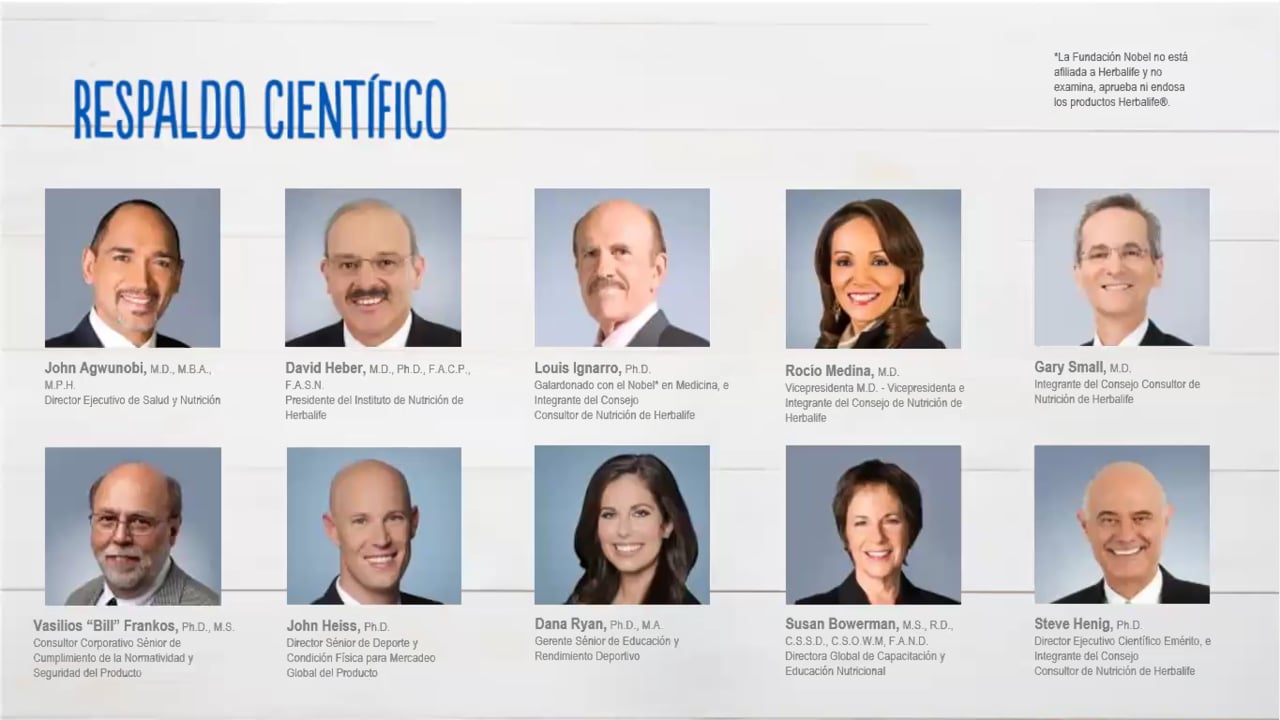 RESPALDO CIENTÍFICO
*La Fundación Nobel no está
afiliada a Herbalife y no
examina, aprueba ni endosa
los productos Herbalife®.
John Agwunobi, M.D., M.B.A.,
M.P.H.
Director Ejecutivo de Salud y Nutrición
David Heber, M.D., Ph.D., F.A.C.P.,
F.A.S.N.
Presidente del Instituto de Nutrición de
Herbalife
Louis Ignarro, Ph.D.
Galardonado con el Nobel* en Medicina, e
Integrante del Consejo
Consultor de Nutrición de Herbalife
Rocío Medina, M.D.
Vicepresidenta M.D. - Vicepresidenta e
Integrante del Consejo de Nutrición de
Herbalife
Gary Small, M.D.
Integrante del Consejo Consultor de
Nutrición de Herbalife
Vasilios “Bill” Frankos, Ph.D., M.S.
Consultor Corporativo Sénior de
Cumplimiento de la Normatividad y
Seguridad del Producto
John Heiss, Ph.D.
Director Sénior de Deporte y
Condición Física para Mercadeo
Global del Producto
Dana Ryan, Ph.D., M.A.
Gerente Sénior de Educación y
Rendimiento Deportivo
Susan Bowerman, M.S., R.D.,
C.S.S.D., C.S.O.W.M, F.A.N.D.
Directora Global de Capacitación y
Educación Nutricional
Steve Henig, Ph.D.
Director Ejecutivo Científico Emérito, e
Integrante del Consejo
Consultor de Nutrición de Herbalife